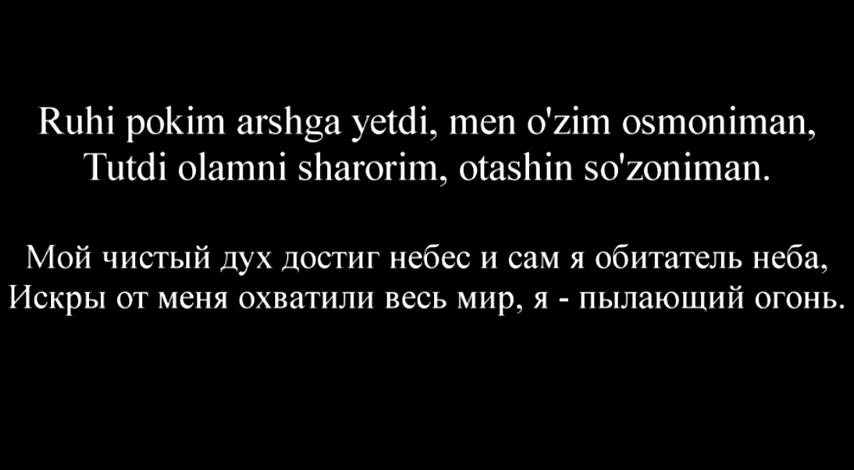 Ruhi pokim arshga yetdi, men o'zim osmoniman,
Tutdi olamni sharorim, otashin so'zoniman.
Мой чистый дух достиг небес и сам я обитатель неба,
Искры от меня охватили весь мир, я - пылающий огонь.